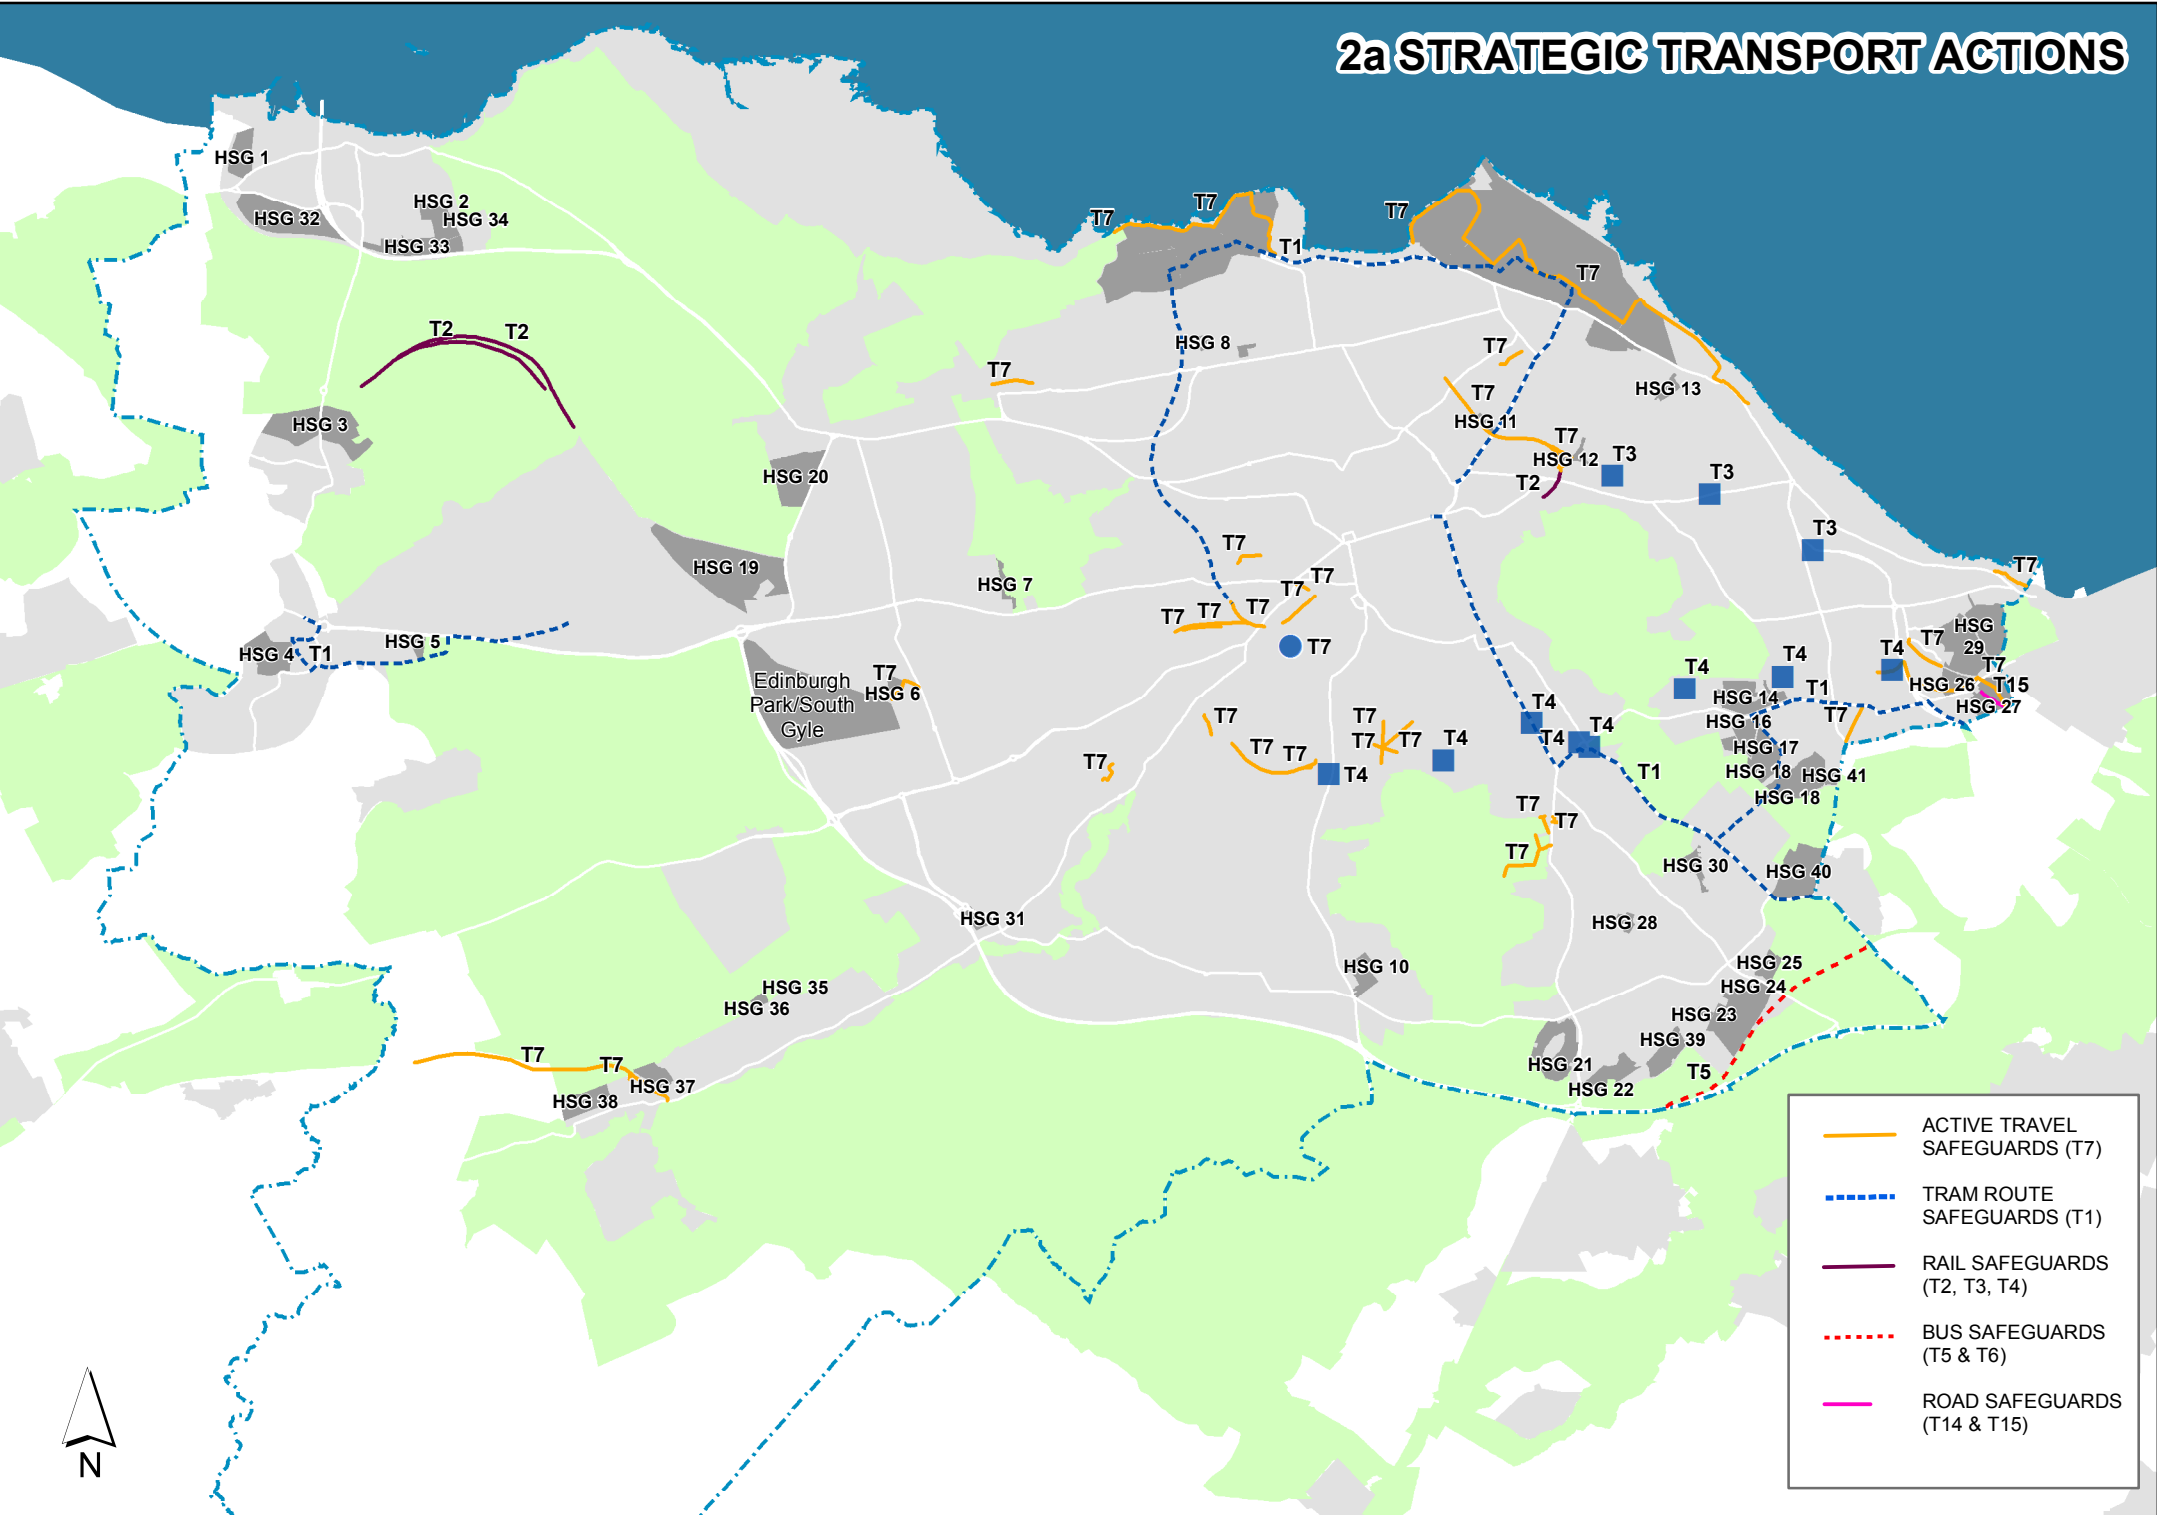 2a STRATEGIC TRANSPORT ACTIONS
HSG 1
HSG 2
HSG 32
HSG 34
HSG 33
T7
T7
T7
T1
T7
T2
T2
HSG 8
T7
T7
T7
HSG 13
HSG 3
HSG 11
T7
HSG 12
T3
T2
T3
HSG 20
T3
T7
HSG 19
HSG 7
T7
T7
T7
T7
T7
T7
T7
HSG 5
HSG 4
T1
HSG
29
T7
T4
T4
T4
T7
T7
HSG 6
Edinburgh
Park/South
Gyle
HSG 26
T15
HSG 14
T1
HSG 27
T7
HSG 16
T7
T7
T4
T4
T4
T7
T7
T7
T4
HSG 17
T7
T7
T7
T4
T1
HSG 18
HSG 41
HSG 18
T7
T7
T7
HSG 30
HSG 40
HSG 31
HSG 28
HSG 10
HSG 25
HSG 35
HSG 24
HSG 36
HSG 23
HSG 39
T7
T7
HSG 21
T5
HSG 37
HSG 22
HSG 38
ACTIVE TRAVEL
SAFEGUARDS (T7)
TRAM ROUTE
SAFEGUARDS (T1)
RAIL SAFEGUARDS
(T2, T3, T4)
BUS SAFEGUARDS
(T5 & T6)
ROAD SAFEGUARDS
(T14 & T15)
N